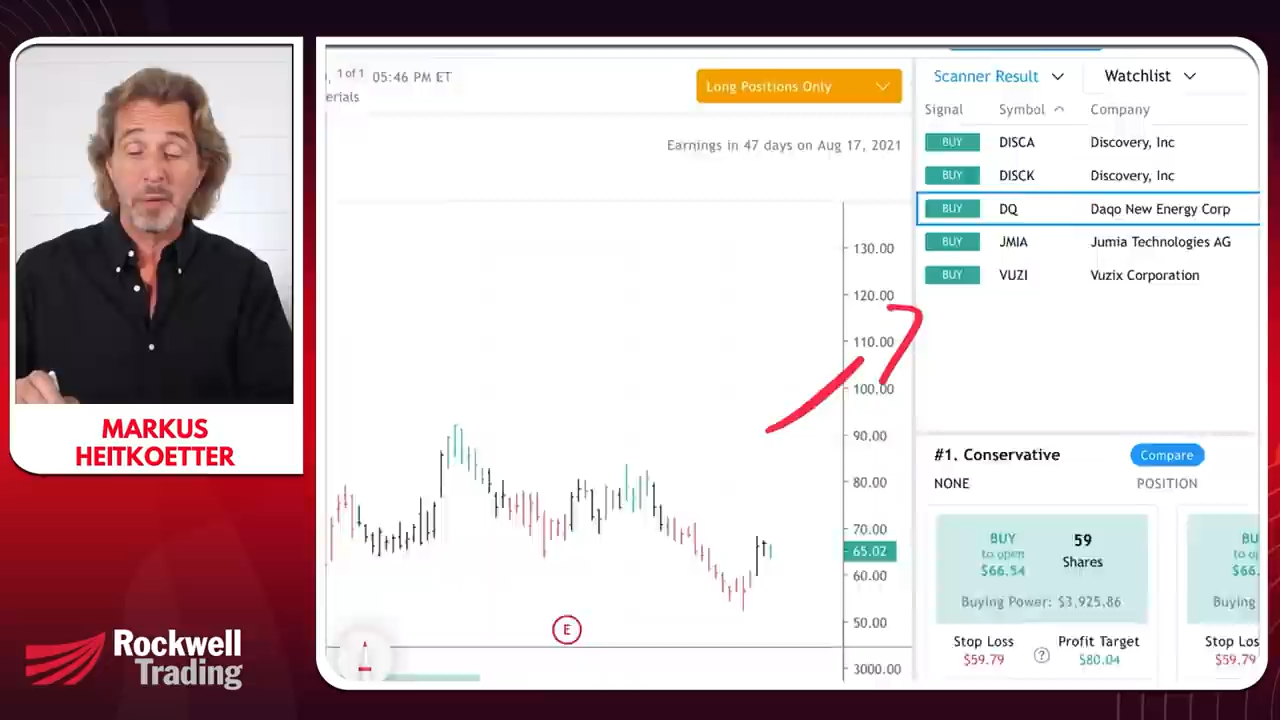 1 of 1 05:46 PM ET
erials
Long Positions Only
Earnings in 47 days on Aug 17, 2021
130.00
120.00
110.00
100.00
90.00
80.00
70.00
65.02
60.00
50.00
3000.00
E
Scanner Result Watchlist
Signal Symbol Company
BUY DISCA Discovery, Inc
BUY DISCK Discovery, Inc
BUY DQ Daqo New Energy Corp
BUY JMIA Jumia Technologies AG
BUY VUZI Vuzix Corporation
#1. Conservative Compare
NONE POSITION
BUY 59
to open Shares
$66.54
Buying Power: $3,925.86
Stop Loss ? Profit Target
$59.79 $80.04
BU
to op
$66.
Buying
Stop Los
$59.79
MARKUS
HEITKOETTER
Rockwell
Trading